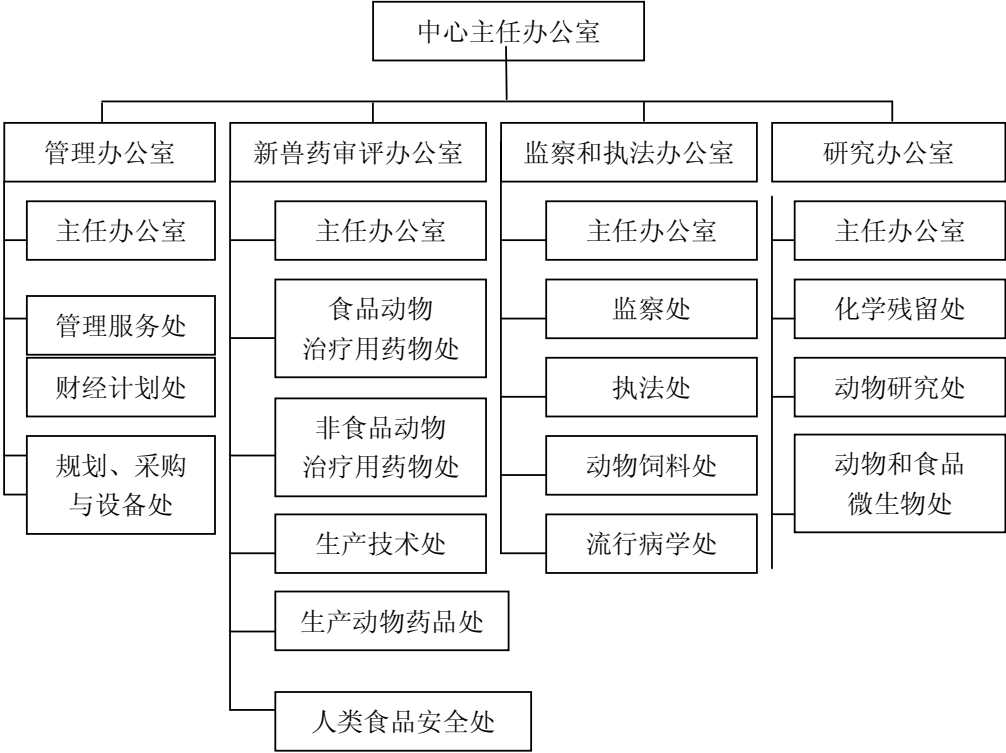 中心主任办公室
管理办公室
主任办公室
管理服务处
财经计划处
规划、采购
与设备处
新兽药审评办公室
主任办公室
食品动物
治疗用药物处
非食品动物
治疗用药物处
生产技术处
生产动物药品处
人类食品安全处
监察和执法办公室
主任办公室
监察处
执法处
动物饲料处
流行病学处
研究办公室
主任办公室
化学残留处
动物研究处
动物和食品
微生物处